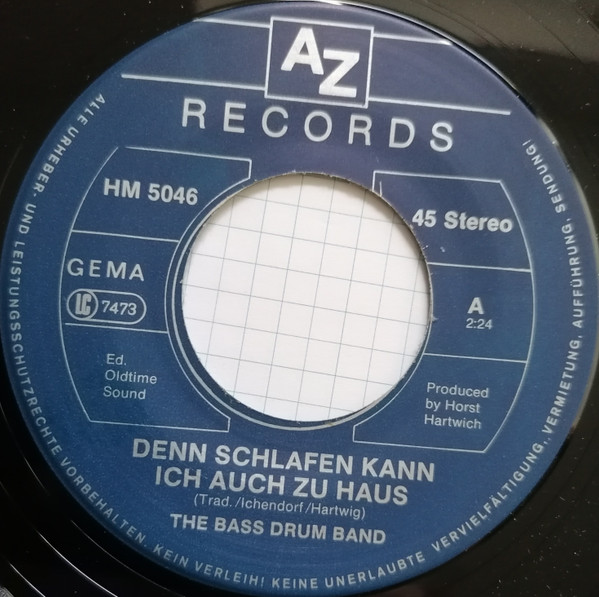 AZ
RECORDS
HM 5046
45 Stereo
GEMA
LC 7473
A
2:24
Ed.
Oldtime
Sound
Produced
by Horst
Hartwich
DENN SCHLAFEN KANN
ICH AUCH ZU HAUS
(Trad./Ichendorf/Hartwig)
THE BASS DRUM BAND
ALLE URHEBER- UND LEISTUNGSSCHUTZRECHTE VORBEHALTEN. KEIN VERLEIH! KEINE UNERLAUBTE VERVIELFÄLTIGUNG, VERMIETUNG, AUFFÜHRUNG, SENDUNG!